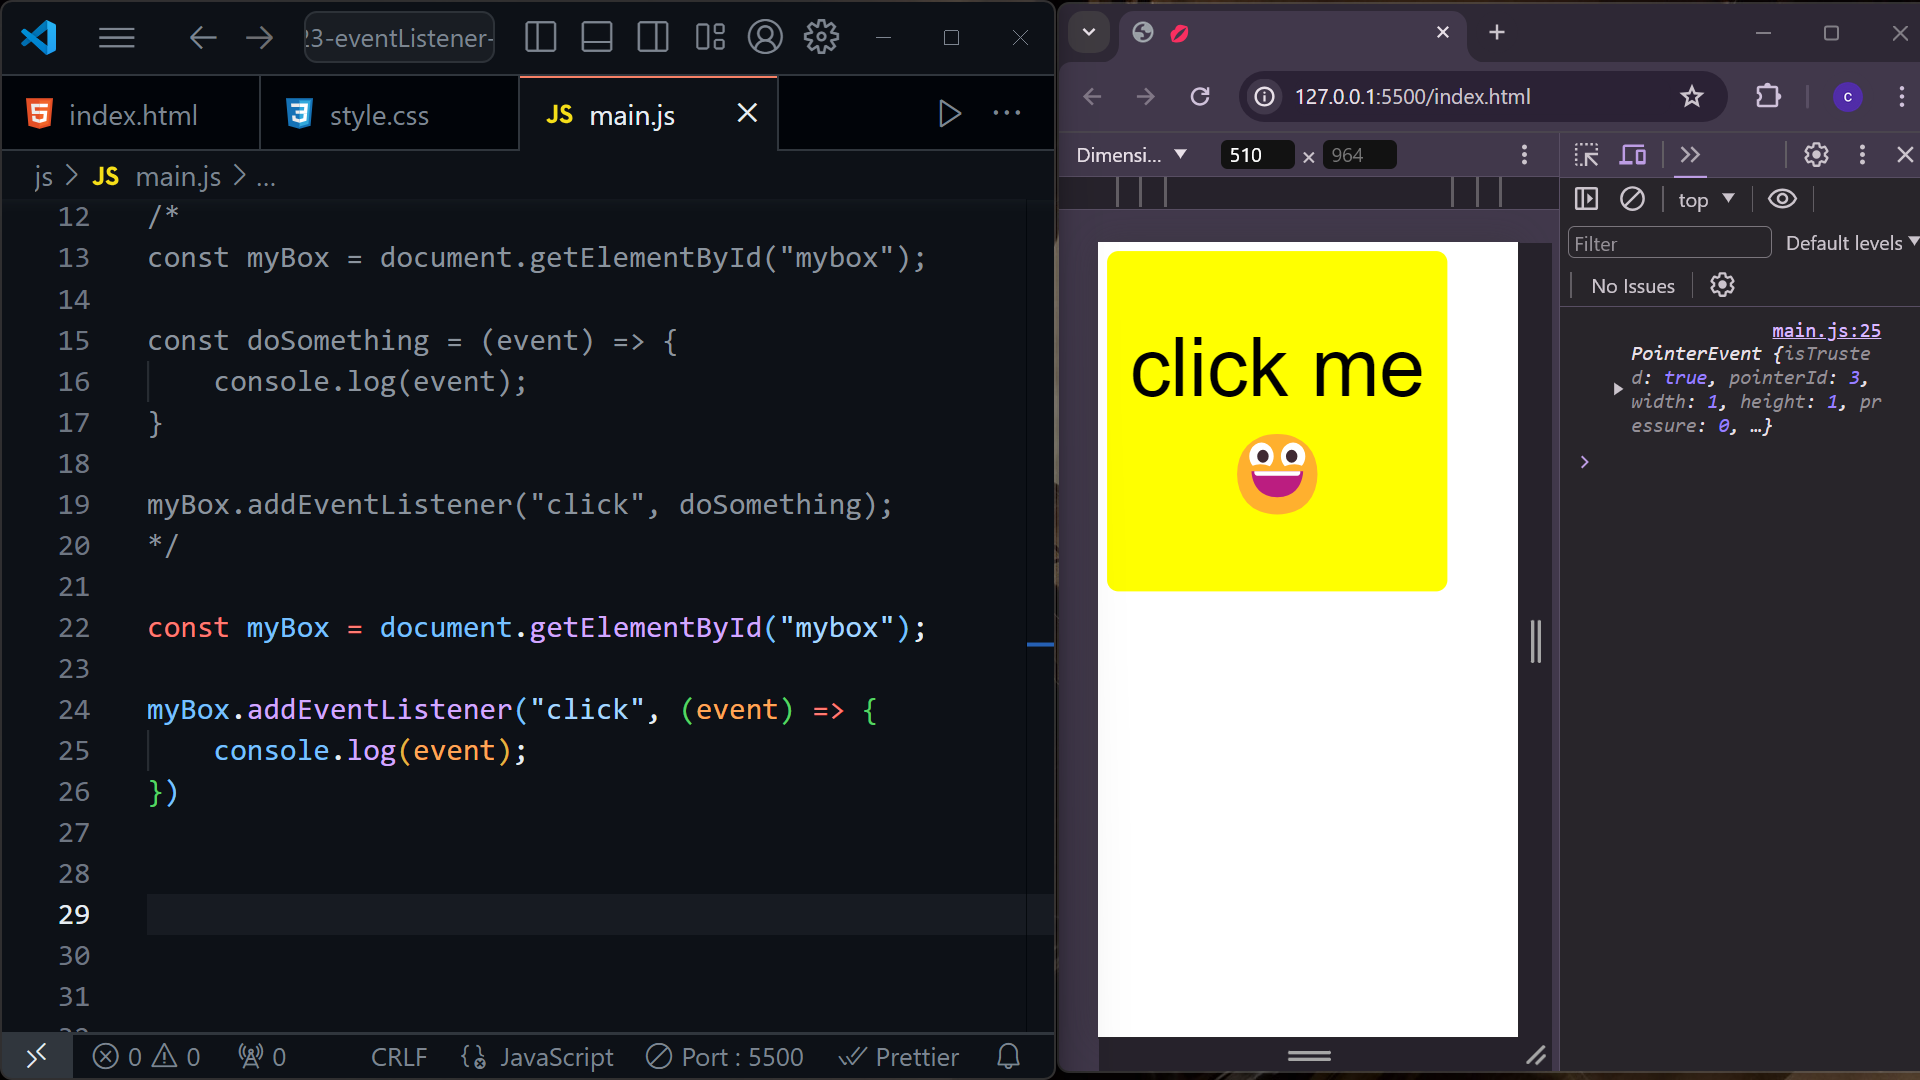 23-eventListener-
index.html
style.css
JS main.js
js > JS main.js > ...
12 /*
13 const myBox = document.getElementById("mybox");
14
15 const doSomething = (event) => {
16 console.log(event);
17 }
18
19 myBox.addEventListener("click", doSomething);
20 */
21
22 const myBox = document.getElementById("mybox");
23
24 myBox.addEventListener("click", (event) => {
25 console.log(event);
26 })
27
28
29
30
31
0 0 0 CRLF JavaScript Port : 5500 Prettier
127.0.0.1:5500/index.html
c
Dimensi... 510 × 964
click me
top
Filter
Default levels
No Issues
main.js:25
PointerEvent {isTruste
d: true, pointerId: 3,
width: 1, height: 1, pr
essure: 0, …}